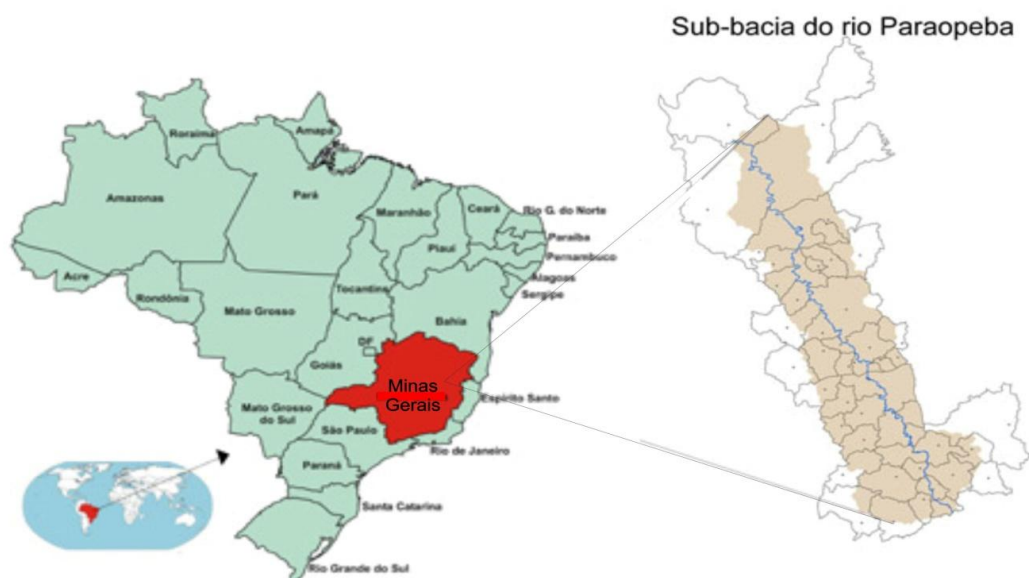 Sub-bacia do rio Paraopeba
Roraima
Amapá
Amazonas
Pará
Maranhão
Ceará
Rio G. do Norte
Paraíba
Piauí
Pernambuco
Acre
Rondônia
Tocantins
Alagoas
Sergipe
Mato Grosso
Bahia
DF
Goiás
Minas
Gerais
Mato Grosso
do Sul
Espírito Santo
São Paulo
Rio de Janeiro
Paraná
Santa Catarina
Rio Grande do Sul